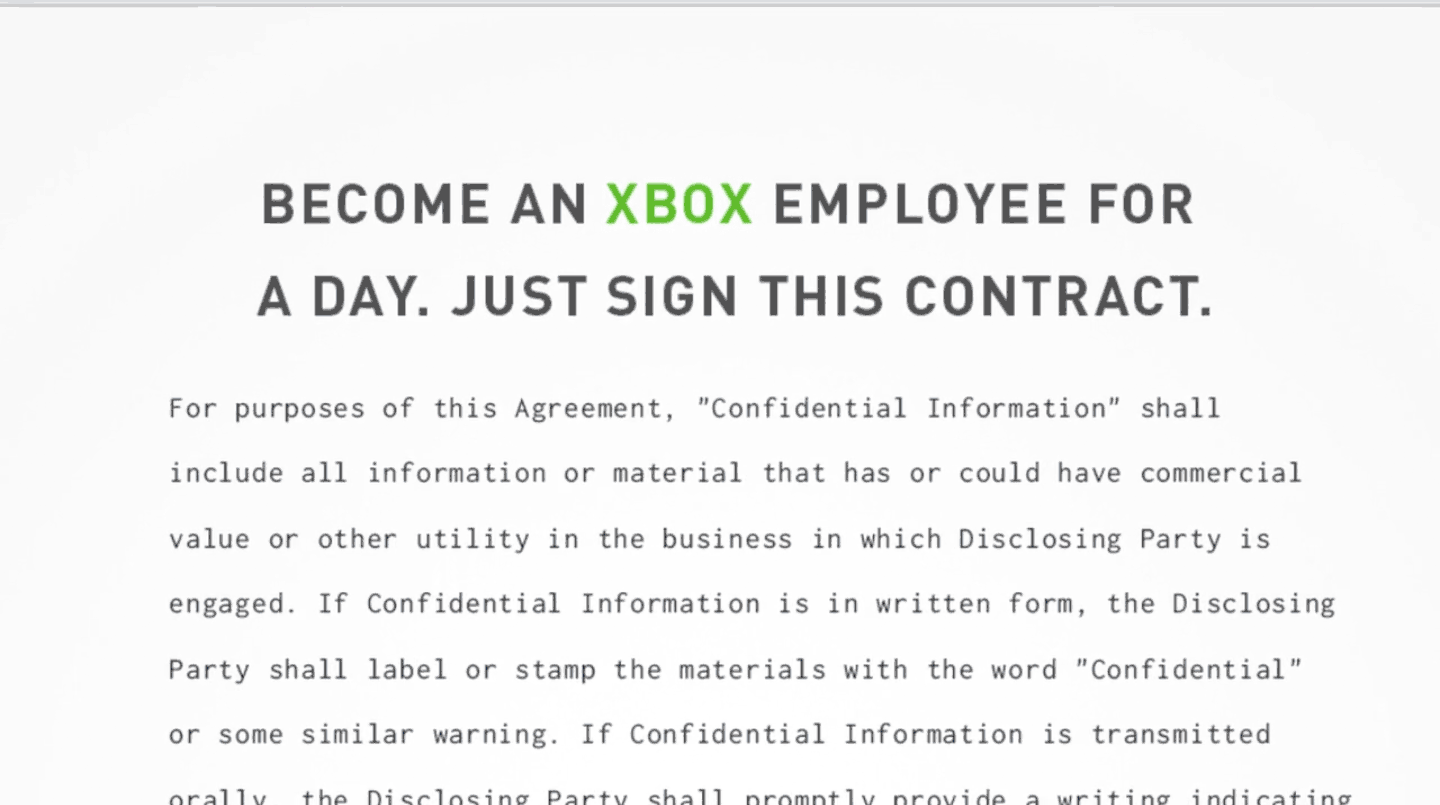 BECOME AN XBOX EMPLOYEE FOR
A DAY. JUST SIGN THIS CONTRACT.
For purposes of this Agreement, "Confidential Information" shall
include all information or material that has or could have commercial
value or other utility in the business in which Disclosing Party is
engaged. If Confidential Information is in written form, the Disclosing
Party shall label or stamp the materials with the word "Confidential"
or some similar warning. If Confidential Information is transmitted
orally, the Disclosing Party shall promptly provide a writing indicating